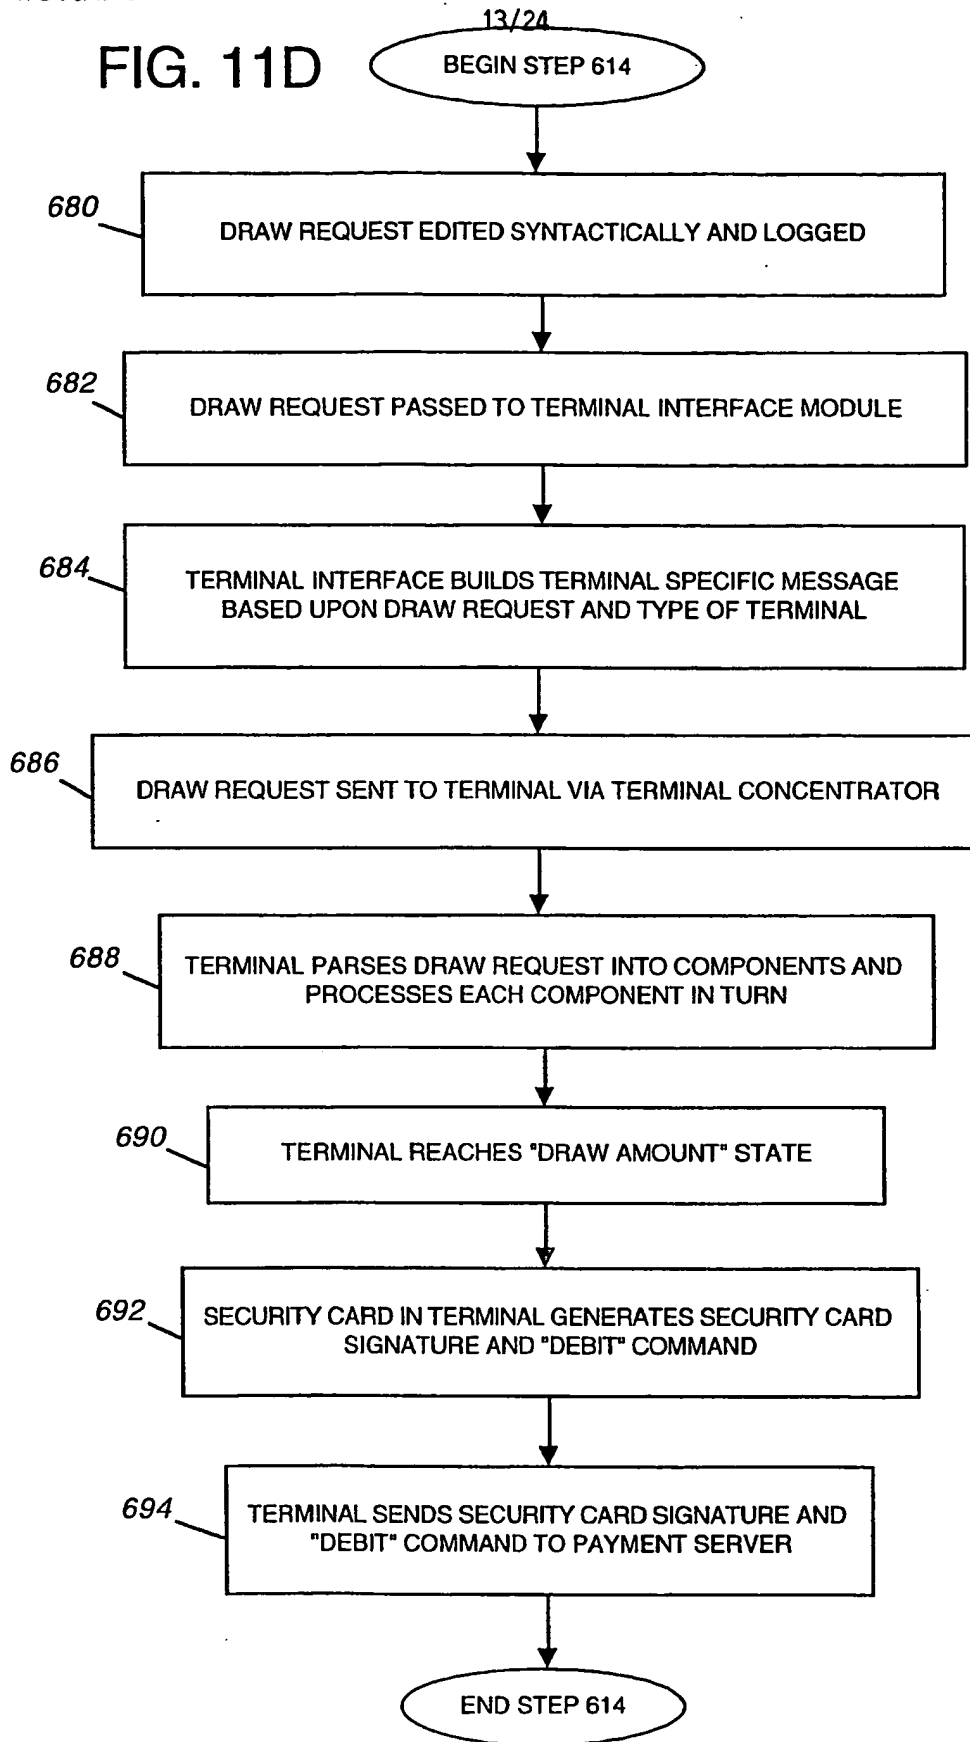 13/24
FIG. 11D
BEGIN STEP 614
680
DRAW REQUEST EDITED SYNTACTICALLY AND LOGGED
682
DRAW REQUEST PASSED TO TERMINAL INTERFACE MODULE
684
TERMINAL INTERFACE BUILDS TERMINAL SPECIFIC MESSAGE
BASED UPON DRAW REQUEST AND TYPE OF TERMINAL
686
DRAW REQUEST SENT TO TERMINAL VIA TERMINAL CONCENTRATOR
688
TERMINAL PARSES DRAW REQUEST INTO COMPONENTS AND
PROCESSES EACH COMPONENT IN TURN
690
TERMINAL REACHES "DRAW AMOUNT" STATE
692
SECURITY CARD IN TERMINAL GENERATES SECURITY CARD
SIGNATURE AND "DEBIT" COMMAND
694
TERMINAL SENDS SECURITY CARD SIGNATURE AND
"DEBIT" COMMAND TO PAYMENT SERVER
END STEP 614